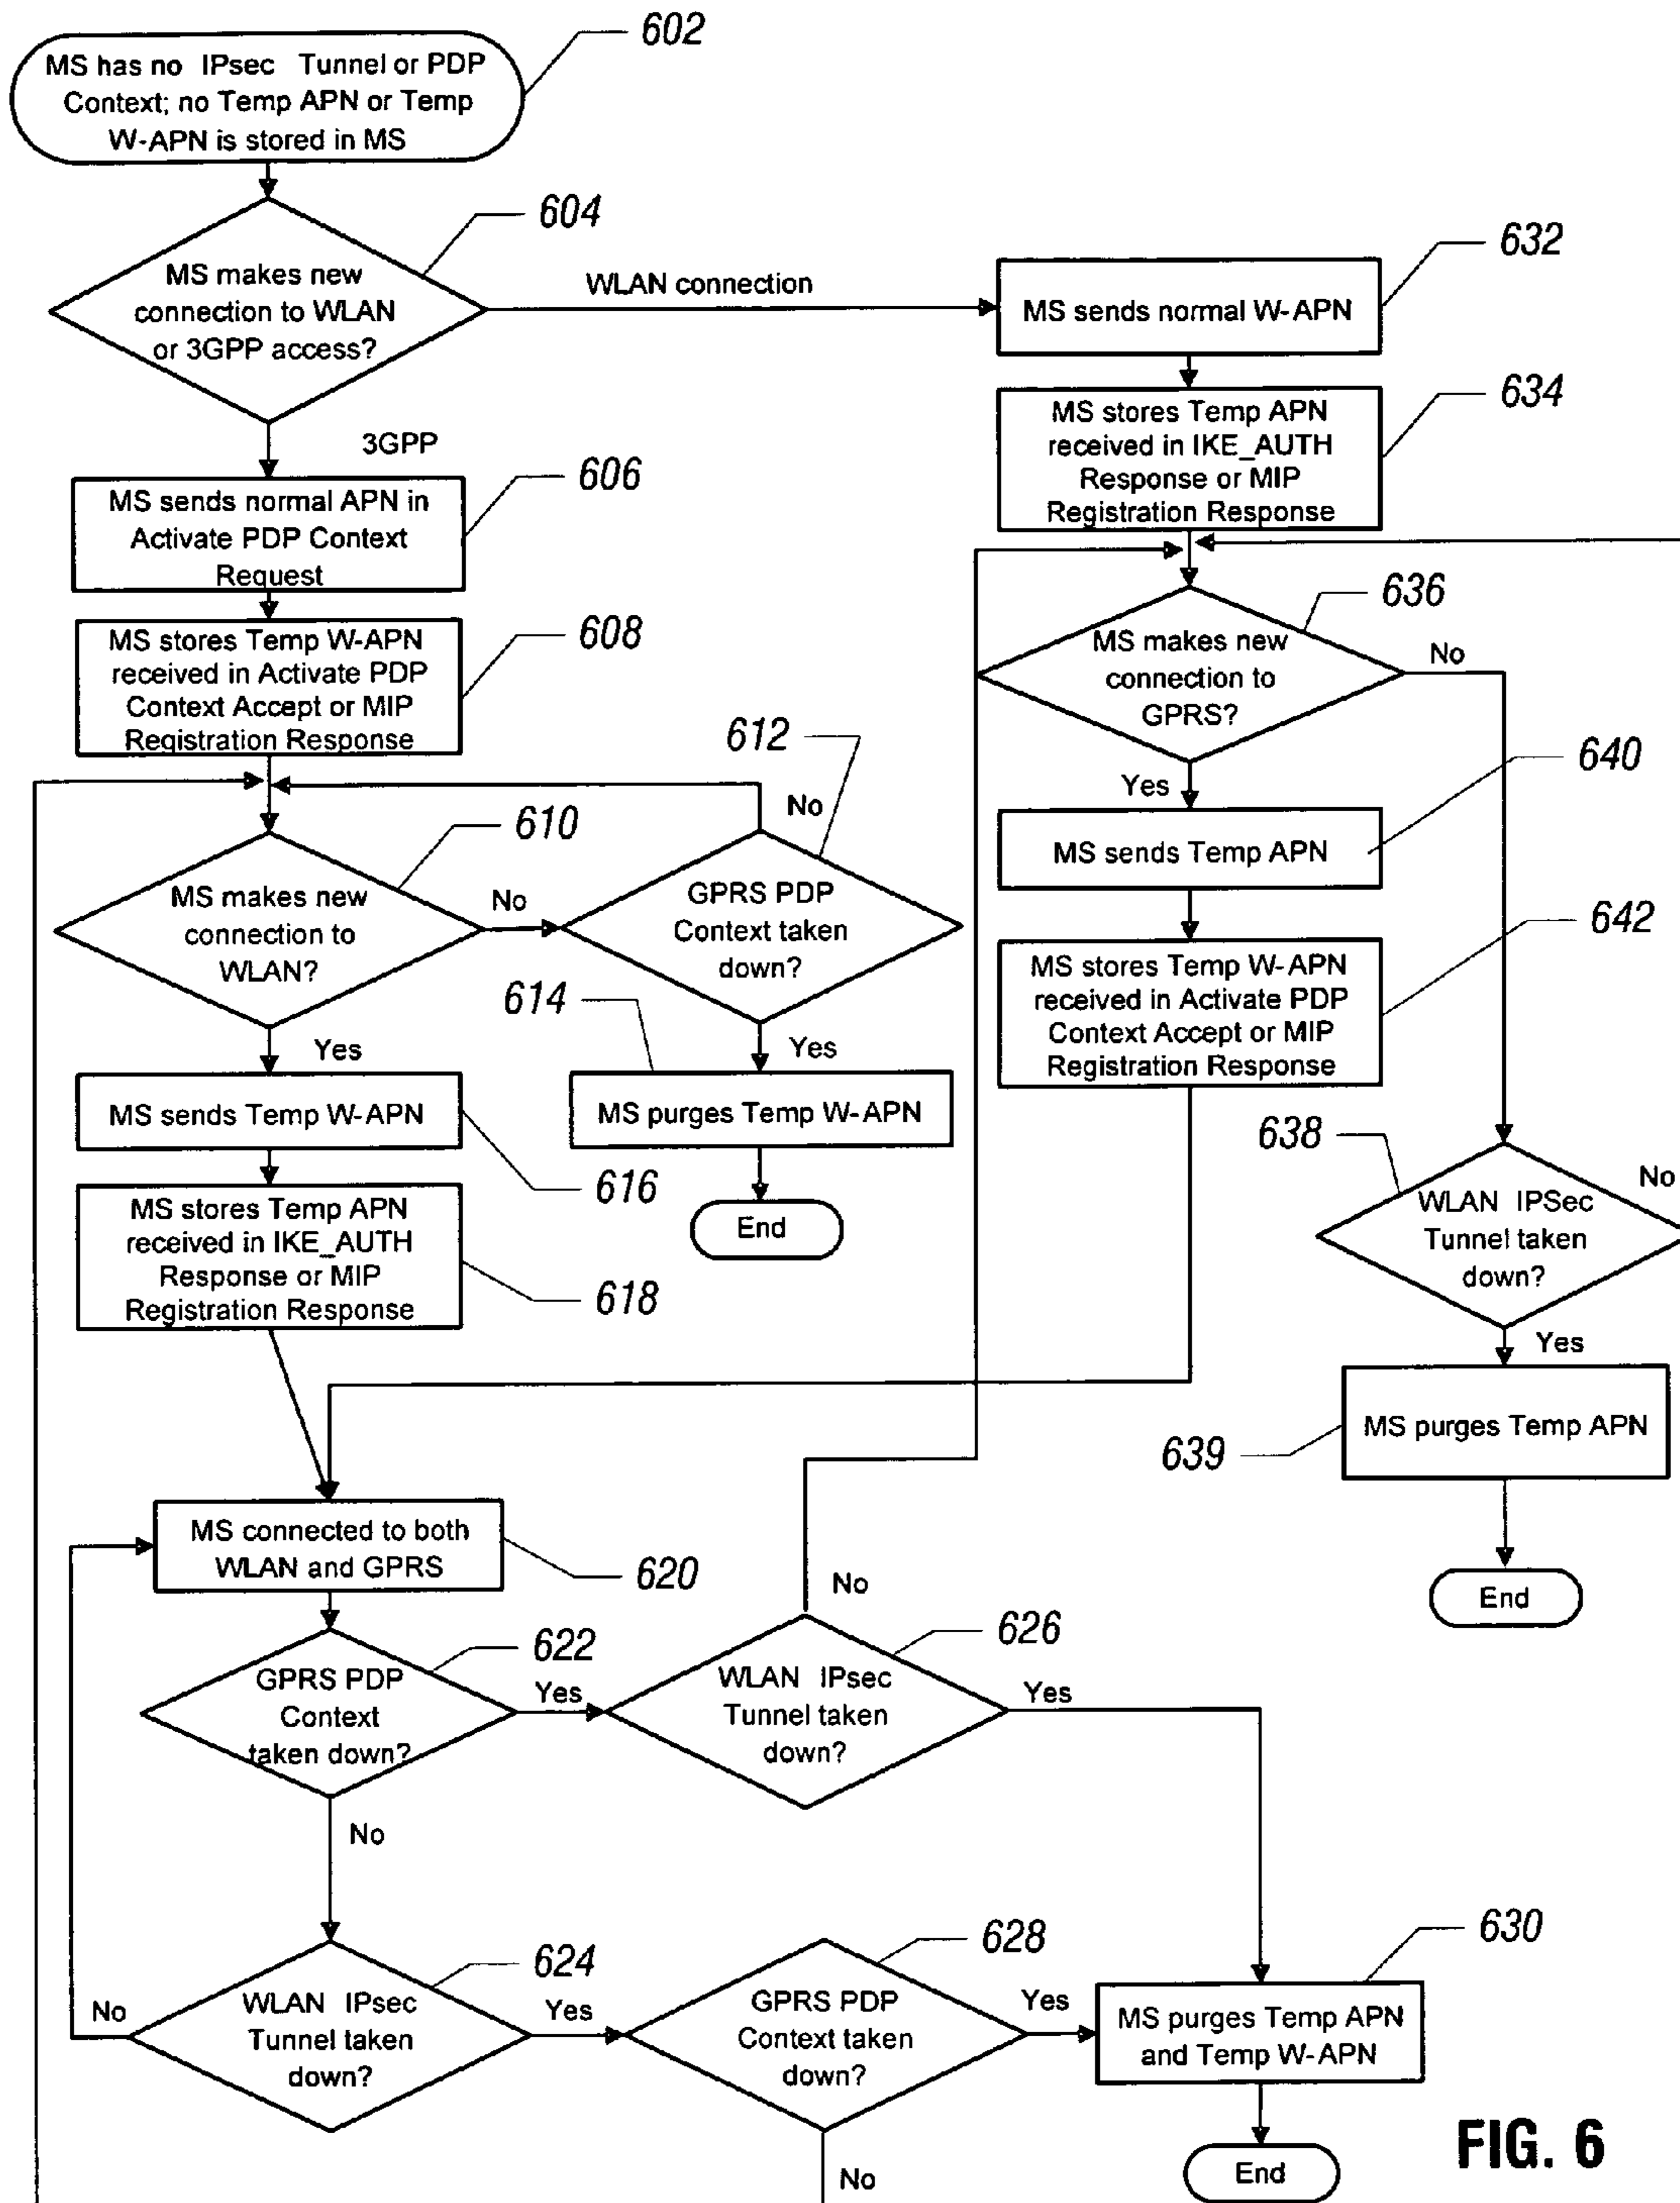 602
MS has no IPsec Tunnel or PDP
Context; no Temp APN or Temp
W-APN is stored in MS
604
MS makes new
connection to WLAN
or 3GPP access?
WLAN connection
3GPP
606
MS sends normal APN in
Activate PDP Context
Request
608
MS stores Temp W-APN
received in Activate PDP
Context Accept or MIP
Registration Response
610
MS makes new
connection to
WLAN?
No
Yes
612
No
GPRS PDP
Context taken
down?
Yes
614
MS purges Temp W-APN
End
MS sends Temp W-APN
616
MS stores Temp APN
received in IKE_AUTH
Response or MIP
Registration Response
618
632
MS sends normal W-APN
634
MS stores Temp APN
received in IKE_AUTH
Response or MIP
Registration Response
636
MS makes new
connection to
GPRS?
No
Yes
640
MS sends Temp APN
642
MS stores Temp W-APN
received in Activate PDP
Context Accept or MIP
Registration Response
638
No
WLAN IPSec
Tunnel taken
down?
Yes
MS purges Temp APN
639
End
MS connected to both
WLAN and GPRS
620
622
GPRS PDP
Context
taken down?
Yes
No
No
626
WLAN IPsec
Tunnel taken
down?
Yes
624
No
WLAN IPsec
Tunnel taken
down?
Yes
628
GPRS PDP
Context taken
down?
Yes
No
630
MS purges Temp APN
and Temp W-APN
End
FIG. 6